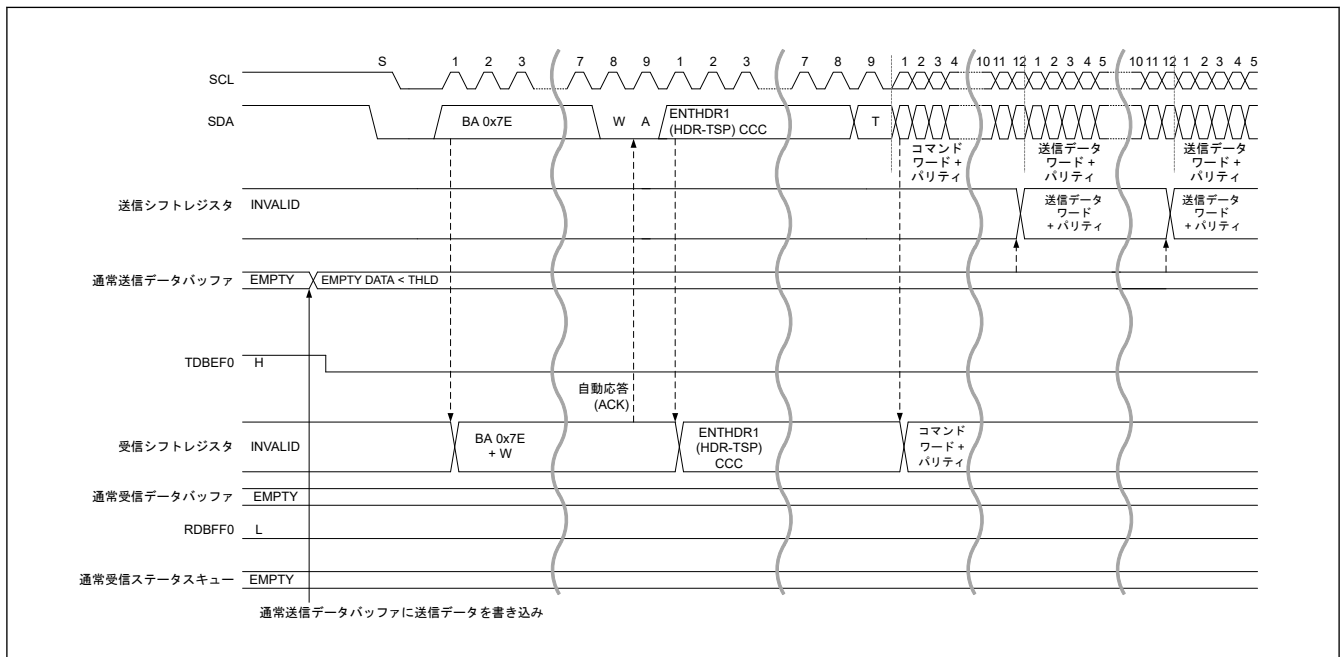 S 1 2 3 7 8 9 1 2 3 7 8 9 1 2 3 4 10 11 12 1 2 3 4 5 10 11 12 1 2 3 4 5
SCL
SDA
BA 0x7E
W A
ENTHDR1
(HDR-TSP) CCC
T
コマンド
ワード +
パリティ
送信データ
ワード +
パリティ
送信データ
ワード +
パリティ
送信シフトレジスタ
INVALID
送信データ
ワード
+ パリティ
送信データ
ワード
+ パリティ
通常送信データバッファ
EMPTY
EMPTY DATA < THLD
TDBEF0
H
自動応答
(ACK)
受信シフトレジスタ
INVALID
BA 0x7E
+ W
ENTHDR1
(HDR-TSP)
CCC
コマンド
ワード +
パリティ
通常受信データバッファ
EMPTY
RDBFF0
L
通常受信ステータスキュー
EMPTY
通常送信データバッファに送信データを書き込み